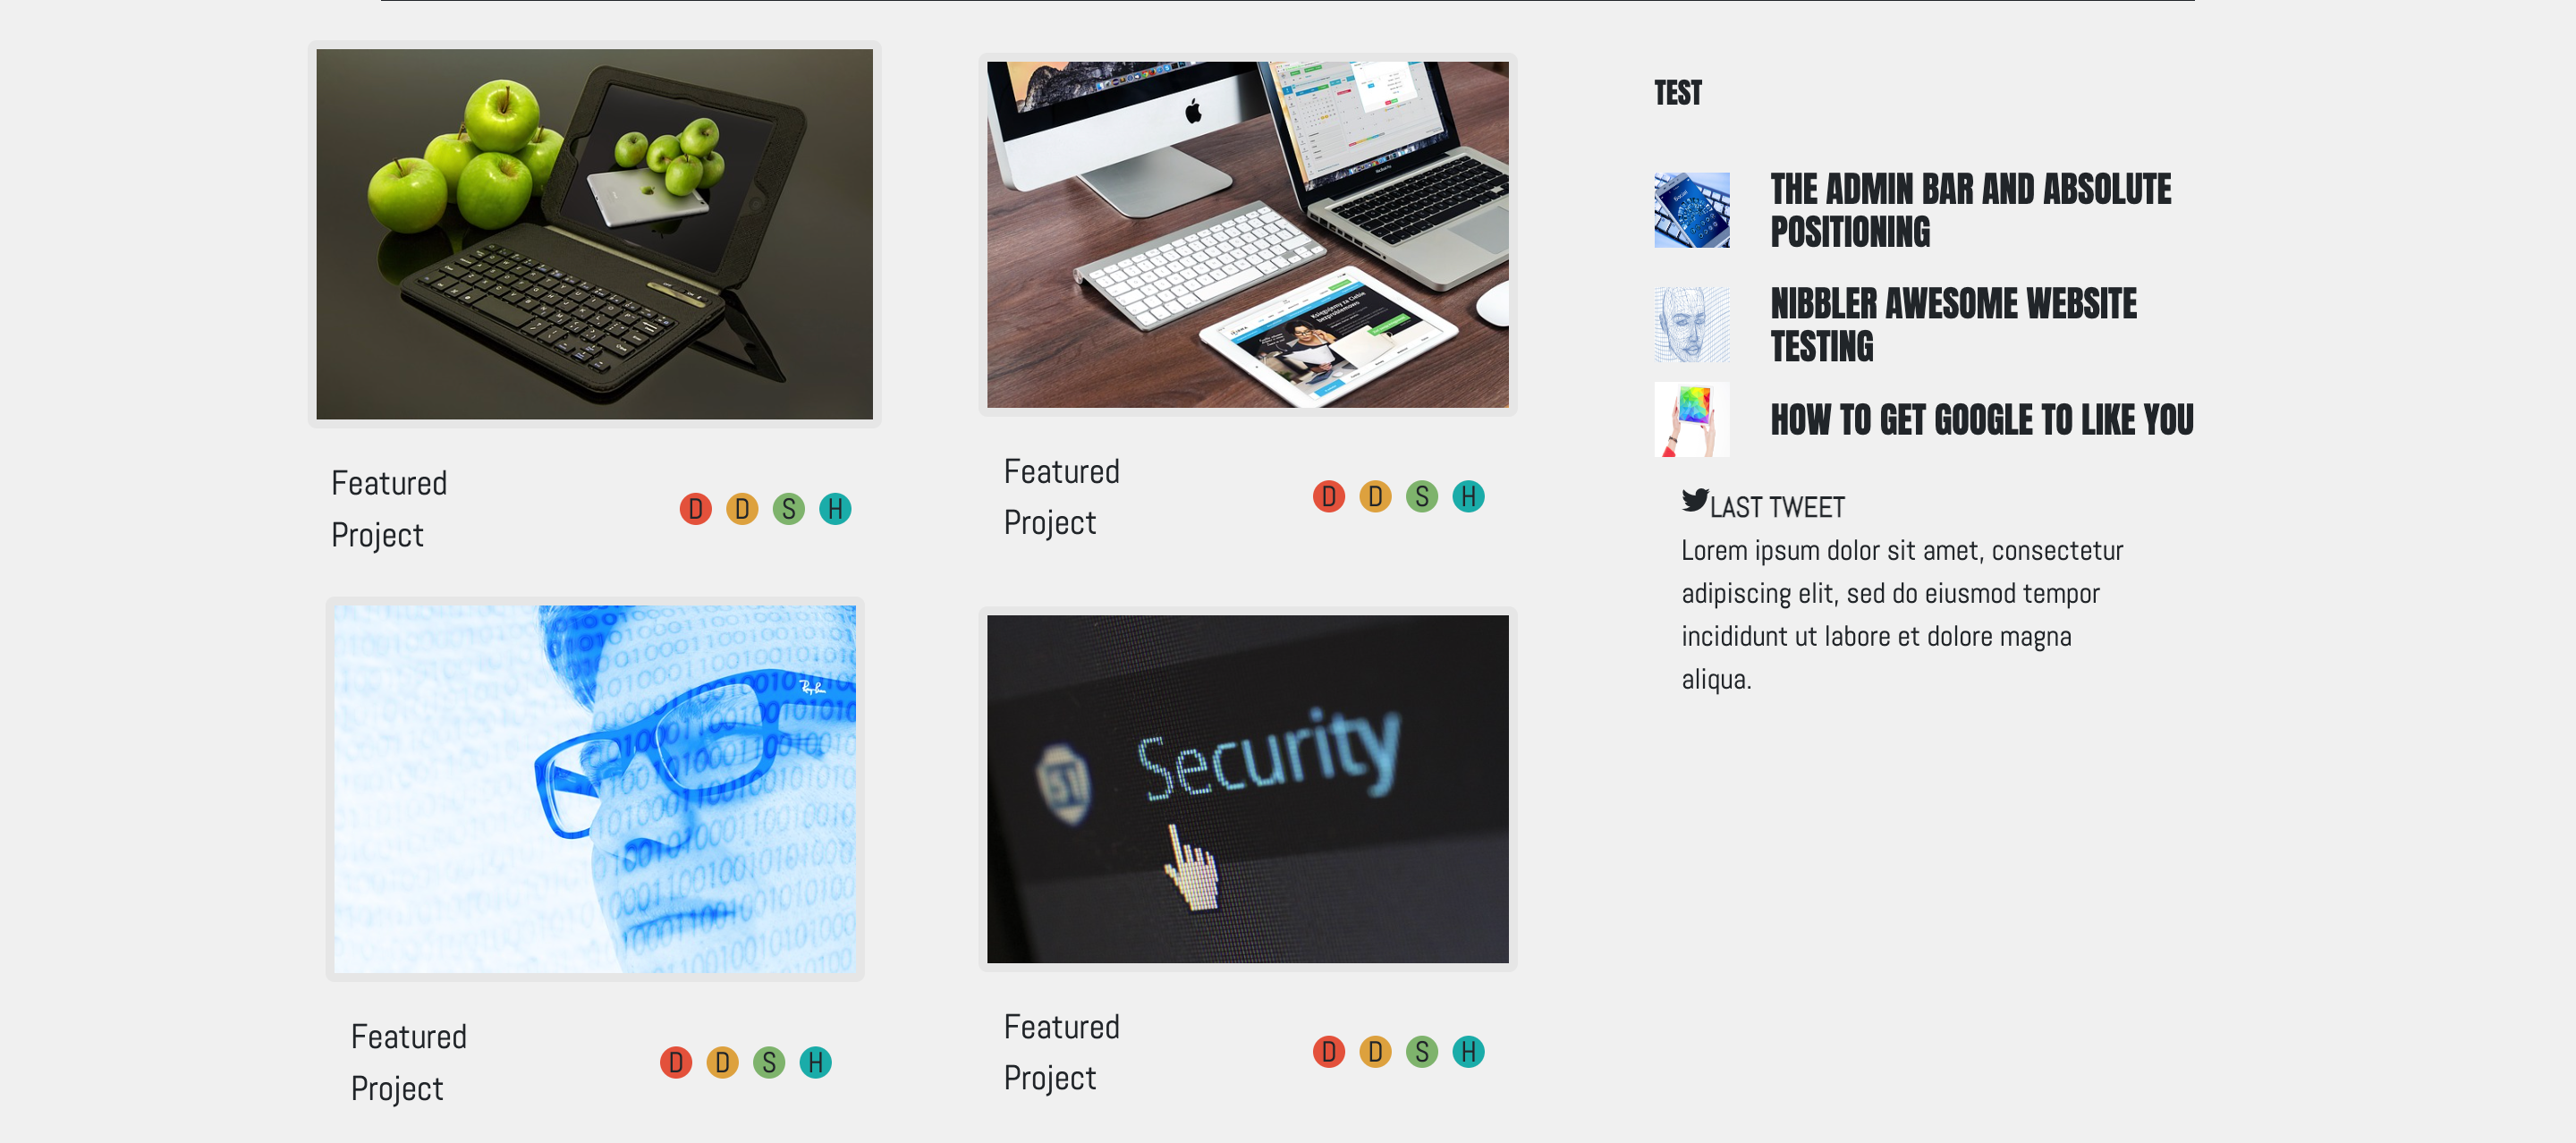 Featured
Project
D D S H
Featured
Project
D D S H
Ray-Ban
Security
Featured
Project
D D S H
Featured
Project
D D S H
TEST
THE ADMIN BAR AND ABSOLUTE
POSITIONING
NIBBLER AWESOME WEBSITE
TESTING
HOW TO GET GOOGLE TO LIKE YOU
LAST TWEET
Lorem ipsum dolor sit amet, consectetur
adipiscing elit, sed do eiusmod tempor
incididunt ut labore et dolore magna
aliqua.